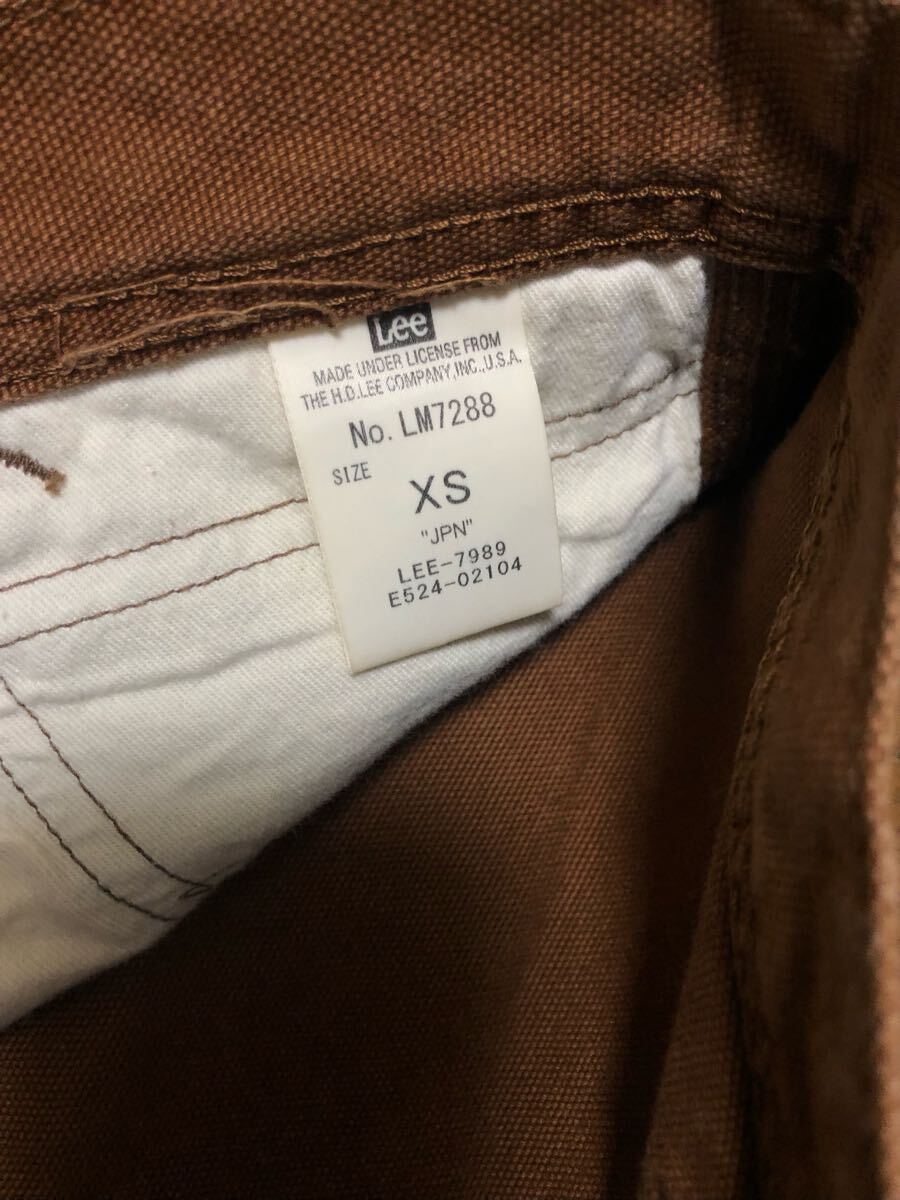 Lee
MADE UNDER LICENSE FROM
THE H.D.LEE COMPANY,INC.,U.S.A.
No. LM7288
SIZE
XS
"JPN"
LEE-7989
E524-02104